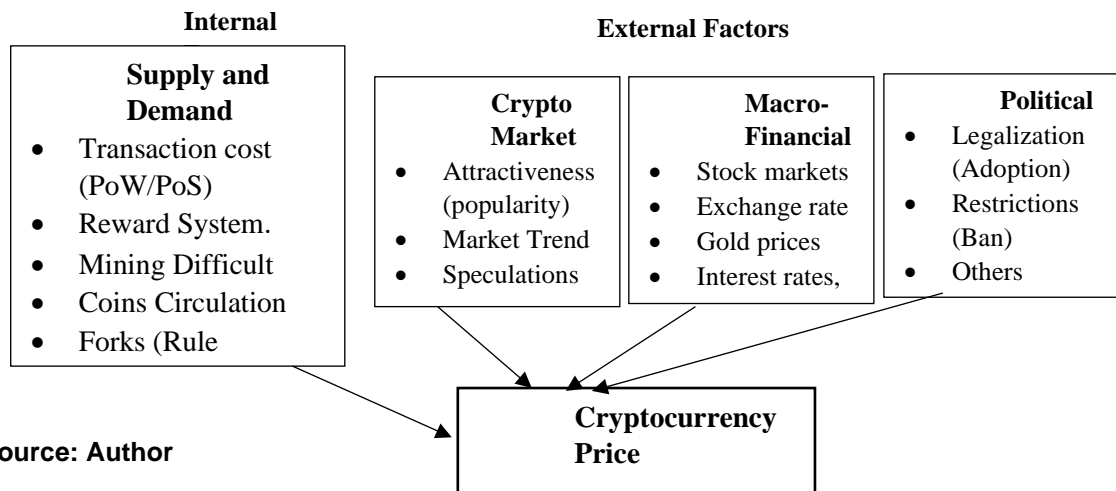 Internal
External Factors
Supply and
Demand
• Transaction cost
(PoW/PoS)
• Reward System.
• Mining Difficult
• Coins Circulation
• Forks (Rule
Crypto
Market
• Attractiveness
(popularity)
• Market Trend
• Speculations
Macro-
Financial
• Stock markets
• Exchange rate
• Gold prices
• Interest rates,
Political
• Legalization
(Adoption)
• Restrictions
(Ban)
• Others
Cryptocurrency
Price
ource: Author